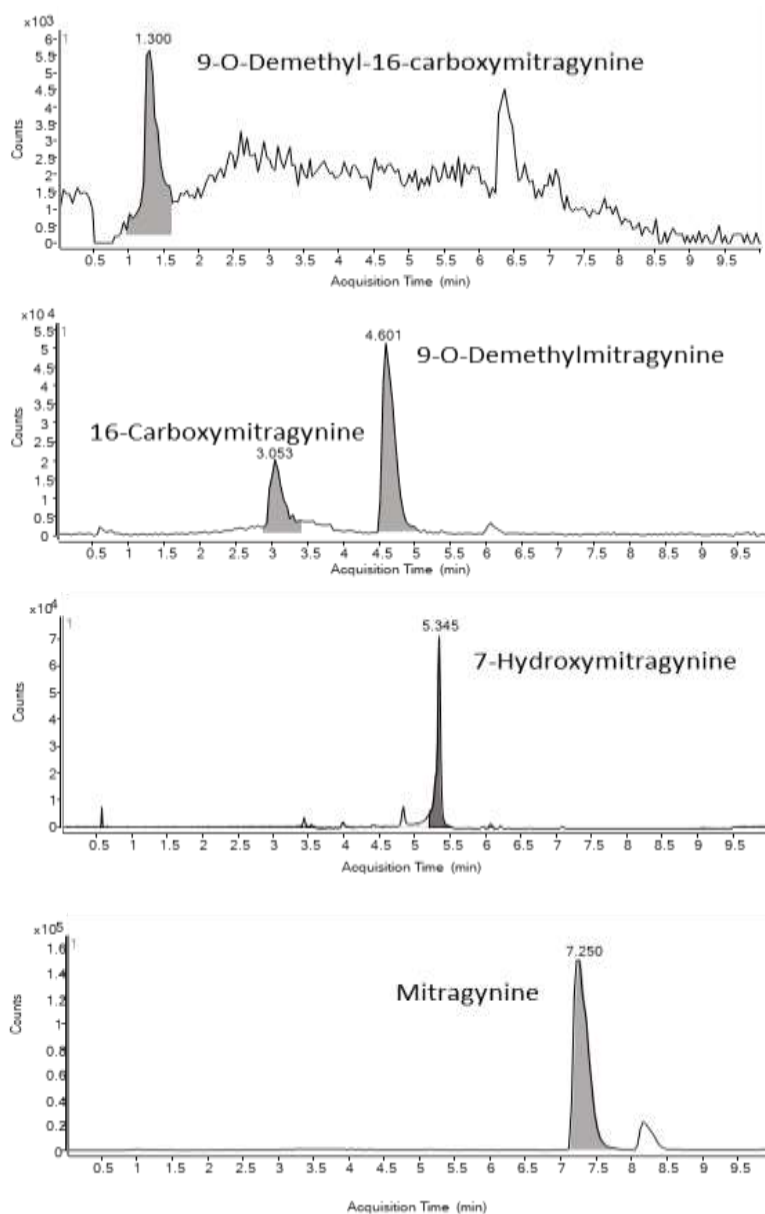 x10³
6
1
1.300
5.5
5
4.5
4
3.5
3
2.5
2
1.5
1
0.5
0
Counts
9-O-Demethyl-16-carboxymitragynine
0.5 1 1.5 2 2.5 3 3.5 4 4.5 5 5.5 6 6.5 7 7.5 8 8.5 9 9.5
Acquisition Time (min)
x10⁴
1
5.5
5
4.5
4
3.5
3
2.5
2
1.5
1
0.5
0
Counts
4.601
9-O-Demethylmitragynine
16-Carboxymitragynine
3.053
0.5 1 1.5 2 2.5 3 3.5 4 4.5 5 5.5 6 6.5 7 7.5 8 8.5 9 9.5
Acquisition Time (min)
x10⁴
1
7
6
5
4
3
2
1
0
Counts
5.345
7-Hydroxymitragynine
0.5 1 1.5 2 2.5 3 3.5 4 4.5 5 5.5 6 6.5 7 7.5 8 8.5 9 9.5
Acquisition Time (min)
x10⁵
1
1.6
1.4
1.2
1
0.8
0.6
0.4
0.2
0
Counts
7.250
Mitragynine
0.5 1 1.5 2 2.5 3 3.5 4 4.5 5 5.5 6 6.5 7 7.5 8 8.5 9 9.5
Acquisition Time (min)